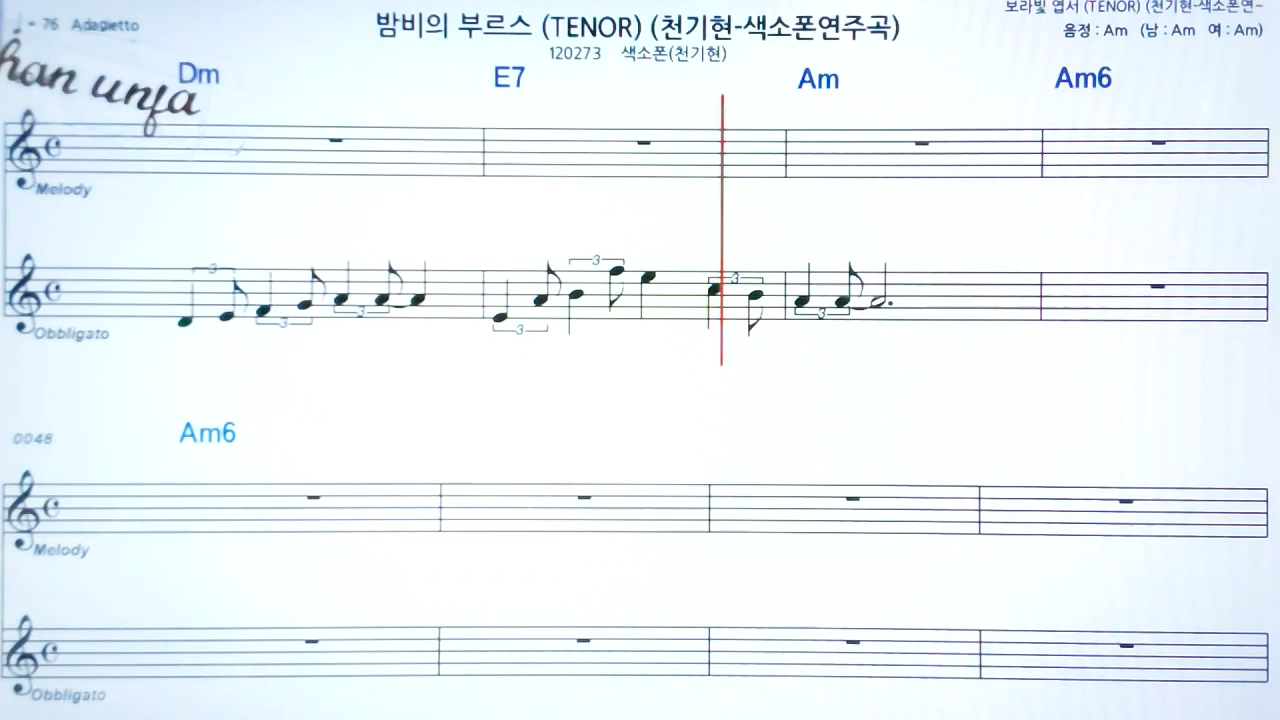 ♩ = 76 Adagietto
밤비의 부르스 (TENOR) (천기현-색소폰연주곡)
보라빛 엽서 (TENOR) (천기현-색소폰연~
음정 : Am (남 : Am 여 : Am)
120273 색소폰(천기현)
han unja
Dm E7 Am Am6
Melody
3 3 3 3 3 3 3
Obbligato
0048 Am6
Melody
Obbligato